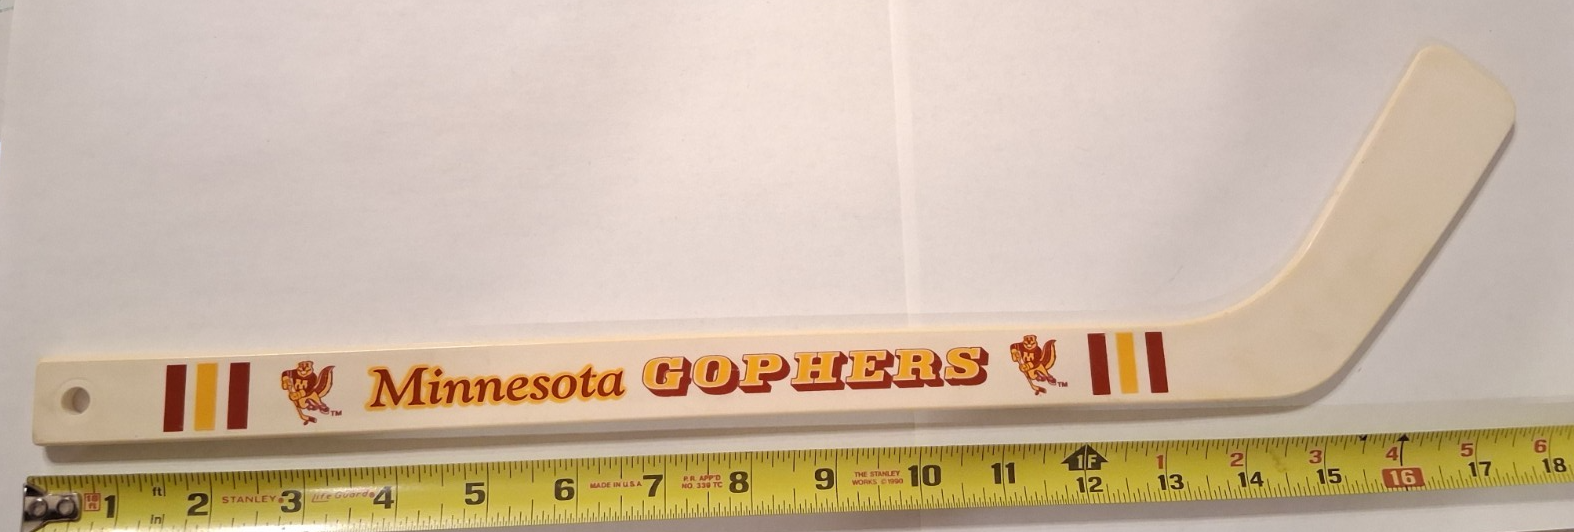 Minnesota GOPHERS
TM TM
1F 1 2 3 4 5 6
10 ft 1 ft 2 STANLEY® 3 Life Guard® 4 5 6 MADE IN U.S.A 7 P.R. APP'D 8 9 THE STANLEY 10 11 12 13 14 15 16 17 18
in NO. 339 TC WORKS ©1990